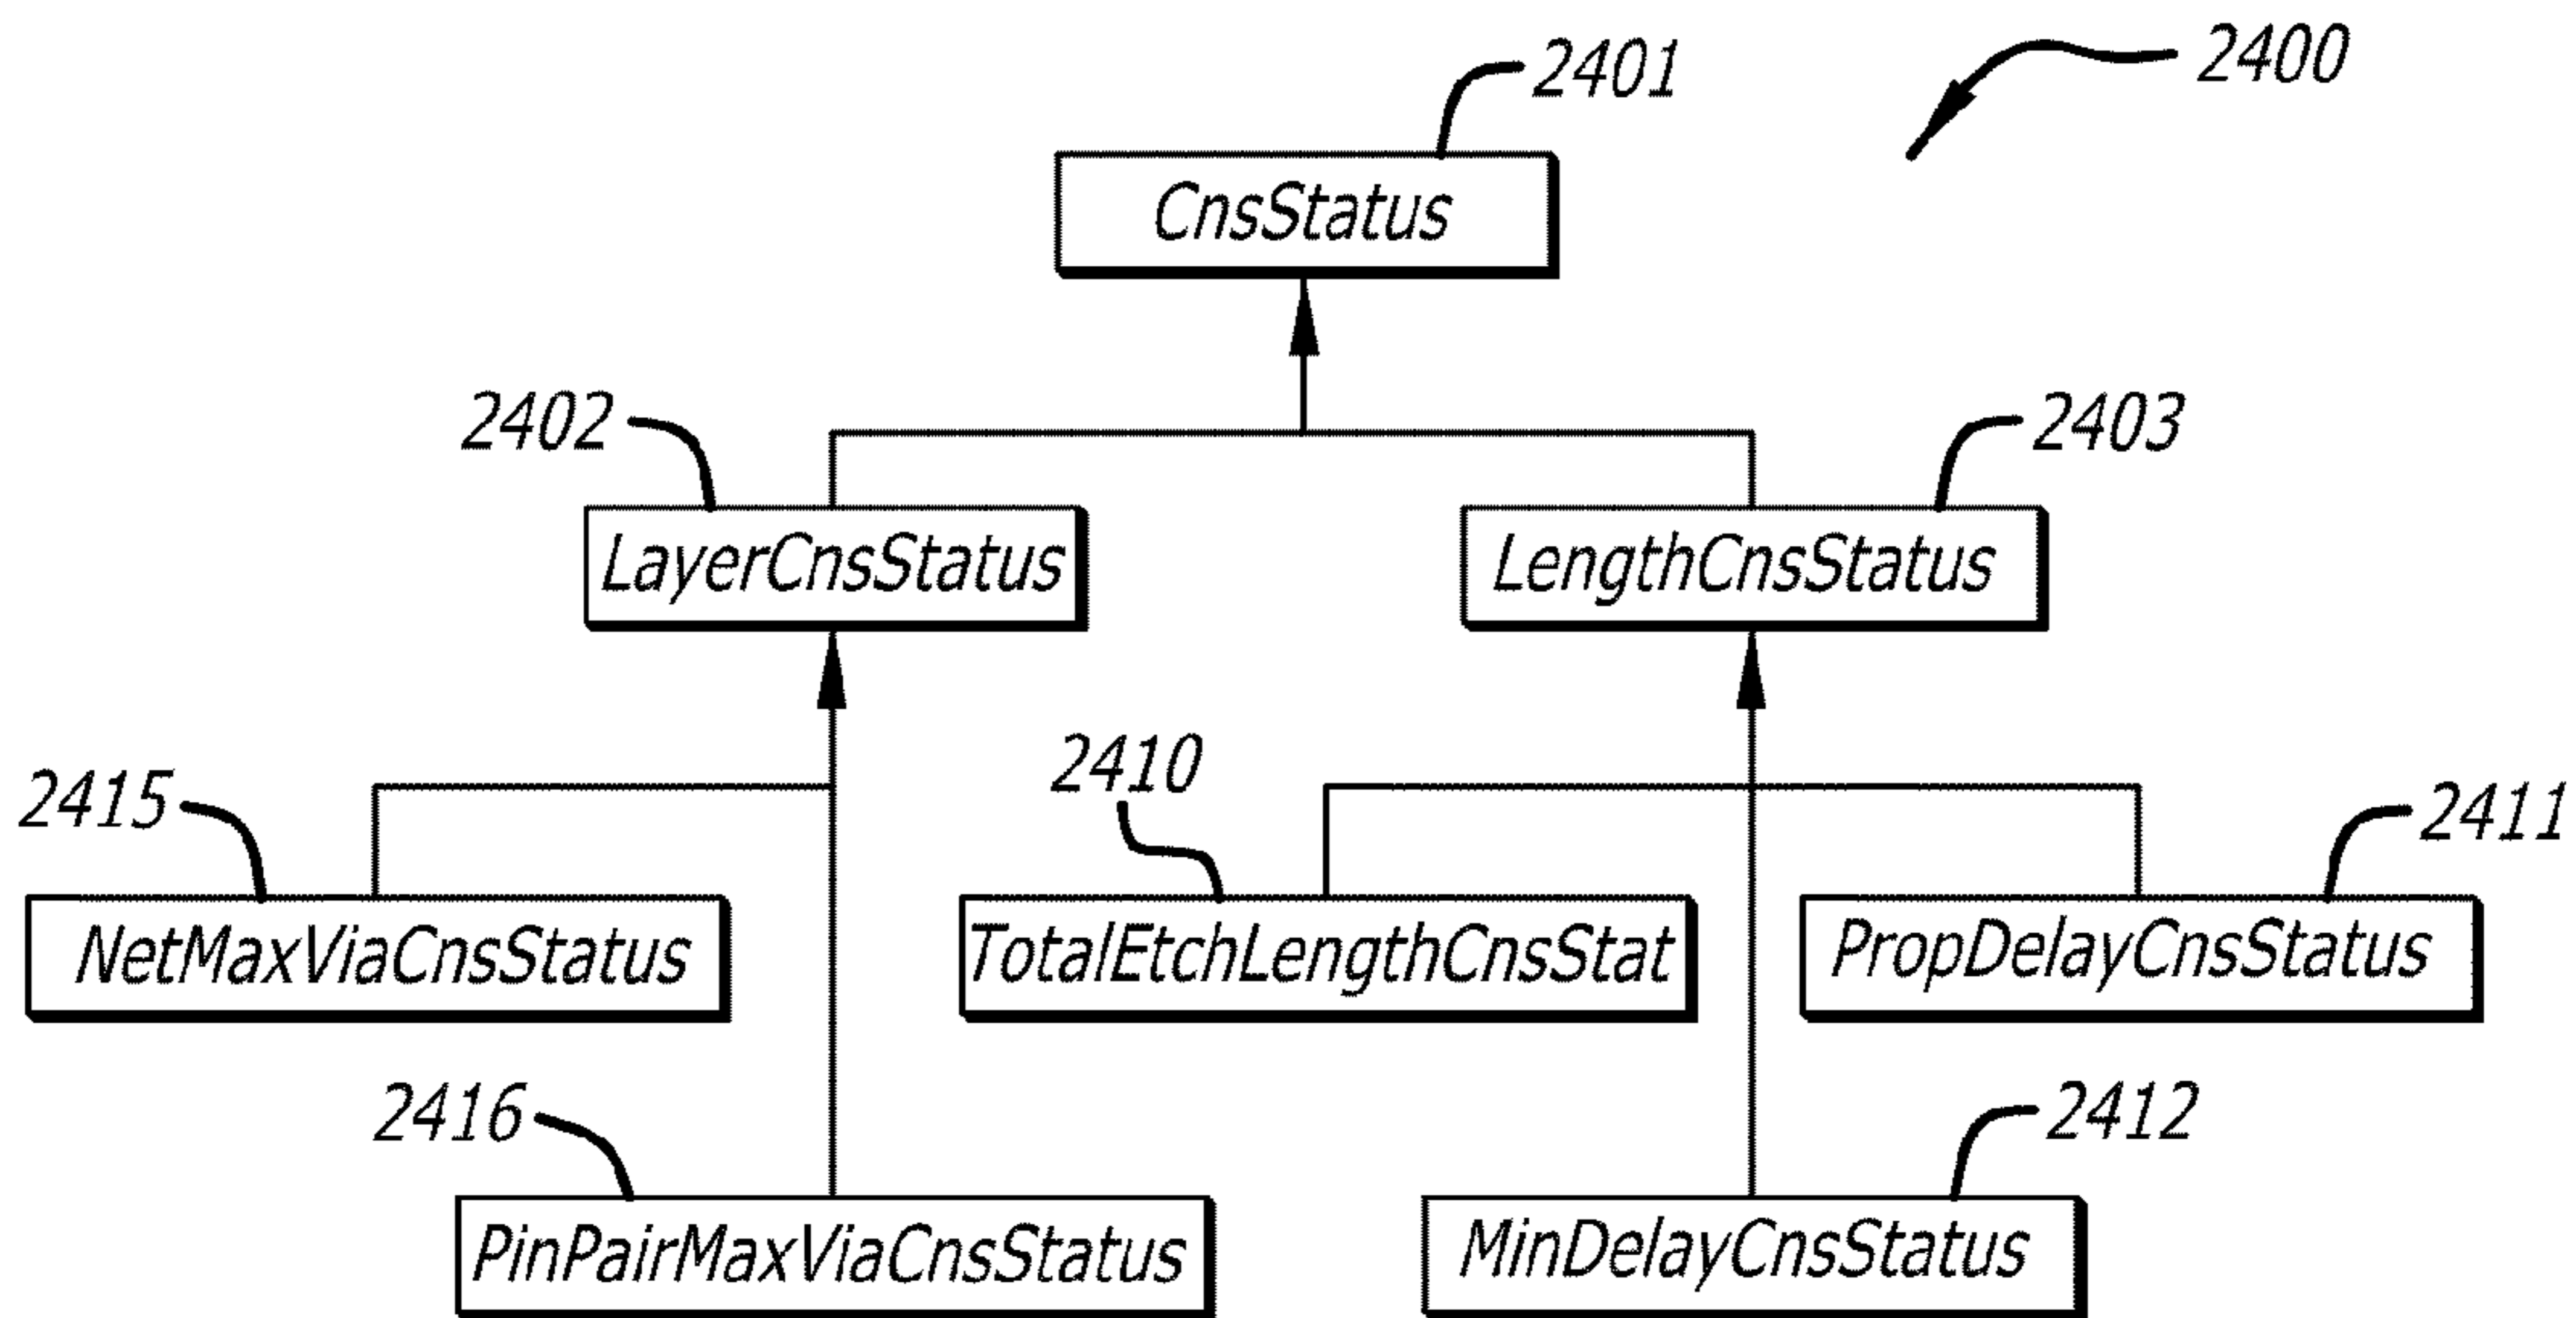 2400
2401
CnsStatus
2402
2403
LayerCnsStatus
LengthCnsStatus
2410
2415
2411
NetMaxViaCnsStatus
TotalEtchLengthCnsStat
PropDelayCnsStatus
2416
2412
PinPairMaxViaCnsStatus
MinDelayCnsStatus